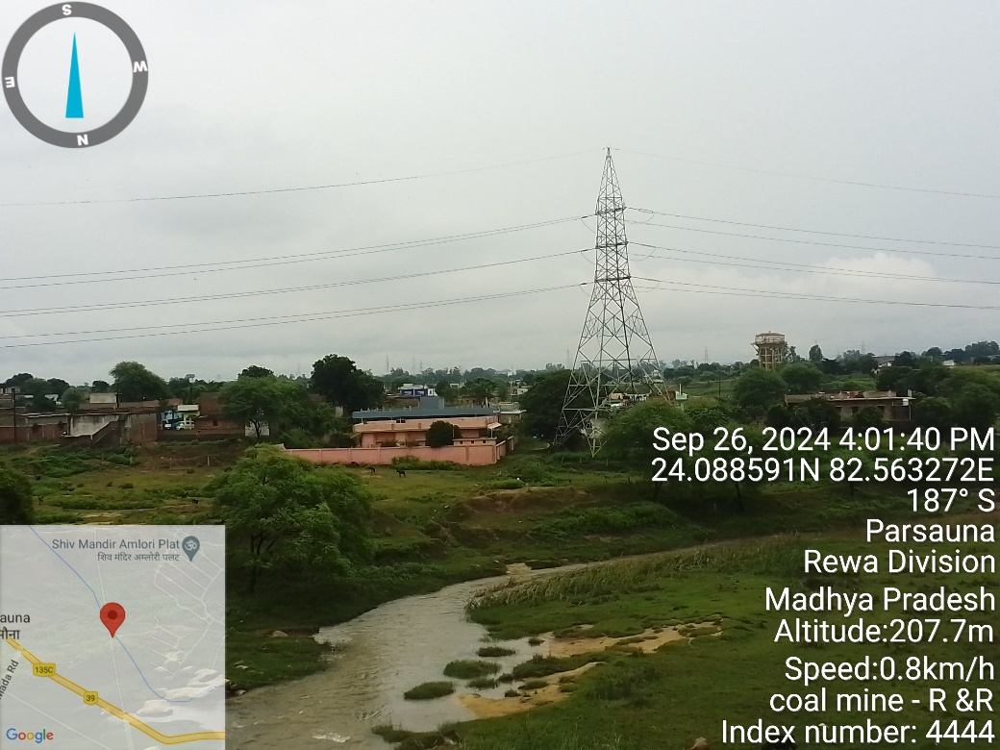 S
W
E
N
Sep 26, 2024 4:01:40 PM
24.088591N 82.563272E
187° S
Parsauna
Rewa Division
Madhya Pradesh
Altitude:207.7m
Speed:0.8km/h
coal mine - R &R
Index number: 4444
Shiv Mandir Amlori Plat
शिव मंदिर अम्लोरी पलट
auna
135C
39
Rd
Google